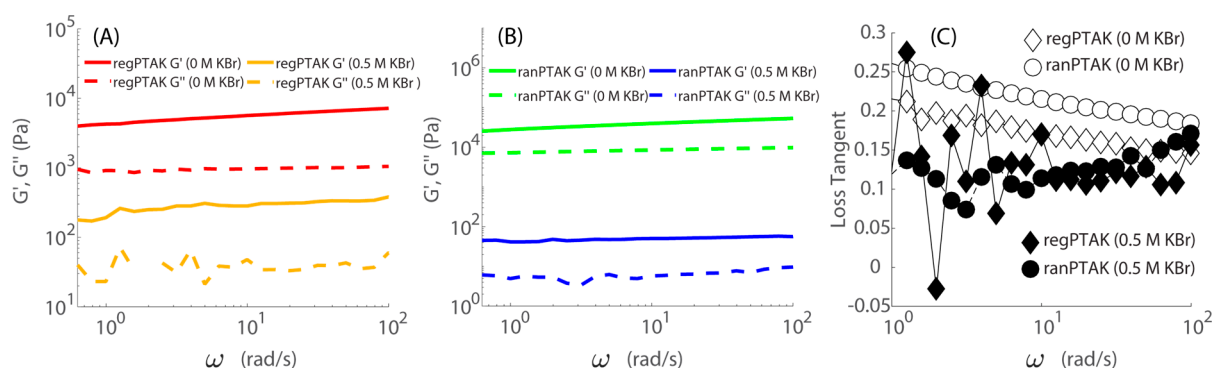 (A)
regPTAK G' (0 M KBr) regPTAK G' (0.5 M KBr)
regPTAK G'' (0 M KBr) regPTAK G'' (0.5 M KBr )
10^5
10^4
10^3
10^2
10^1
G', G'' (Pa)
10^0 10^1 10^2
ω (rad/s)
(B)
ranPTAK G' (0 M KBr) ranPTAK G' (0.5 M KBr)
ranPTAK G'' (0 M KBr) ranPTAK G'' (0.5 M KBr)
10^6
10^4
10^2
10^0
G', G'' (Pa)
10^0 10^1 10^2
ω (rad/s)
(C)
regPTAK (0 M KBr)
ranPTAK (0 M KBr)
regPTAK (0.5 M KBr)
ranPTAK (0.5 M KBr)
0.3
0.25
0.2
0.15
0.1
0.05
0
-0.05
Loss Tangent
10^0 10^1 10^2
ω (rad/s)